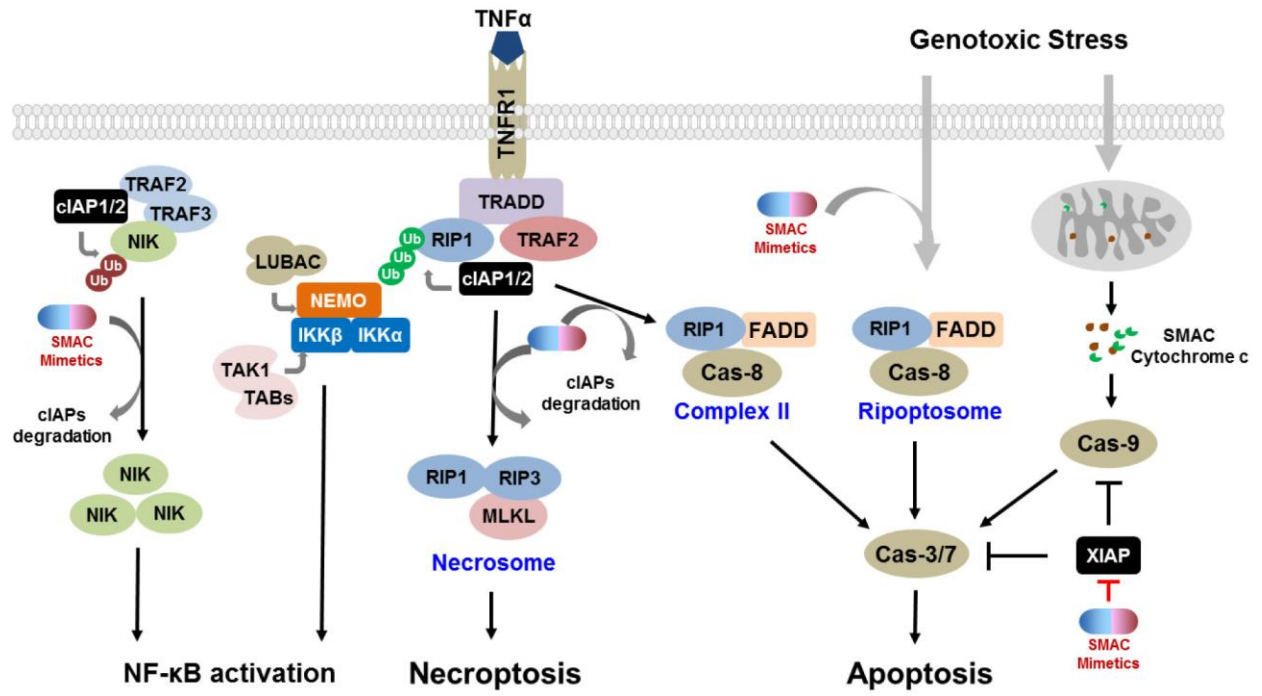 TNFα
Genotoxic Stress
TNFR1
TRAF2
cIAP1/2
TRAF3
NIK
Ub
Ub
SMAC
Mimetics
cIAPs
degradation
NIK
NIK
NIK
LUBAC
NEMO
IKKβ
IKKα
TAK1
TABs
TRADD
RIP1
TRAF2
Ub
Ub
Ub
cIAP1/2
cIAPs
degradation
RIP1
RIP3
MLKL
Necrosome
SMAC
Mimetics
RIP1
FADD
Cas-8
Complex II
RIP1
FADD
Cas-8
Ripoptosome
SMAC
Cytochrome c
Cas-9
Cas-3/7
XIAP
SMAC
Mimetics
NF-κB activation
Necroptosis
Apoptosis